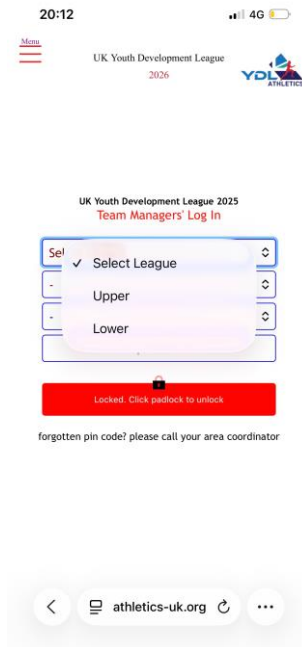 20:12
4G
Menu
UK Youth Development League
2026
YDL
ATHLETICS
UK Youth Development League 2025
Team Managers' Log In
Sel
✓ Select League
-
Upper
-
Lower
Locked. Click padlock to unlock
forgotten pin code? please call your area coordinator
athletics-uk.org